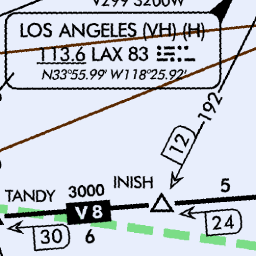 V299 3200W
LOS ANGELES (VH) (H)
113.6 LAX 83
N33°55.99' W118°25.92'
192
12
TANDY
3000
INISH
5
V8
24
30
6